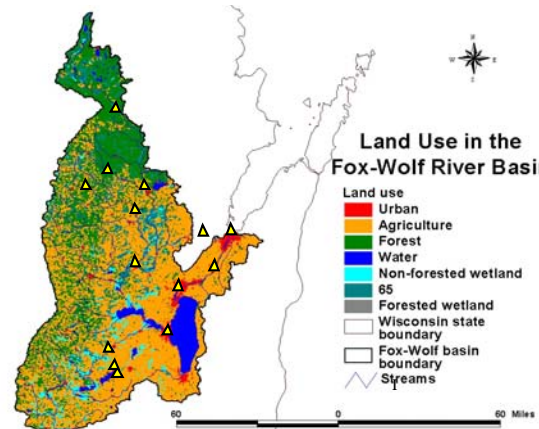 N
W E
S
Land Use in the
Fox-Wolf River Basi
Land use
Urban
Agriculture
Forest
Water
Non-forested wetland
65
Forested wetland
Wisconsin state
boundary
Fox-Wolf basin
boundary
Streams
60 0 60 Miles